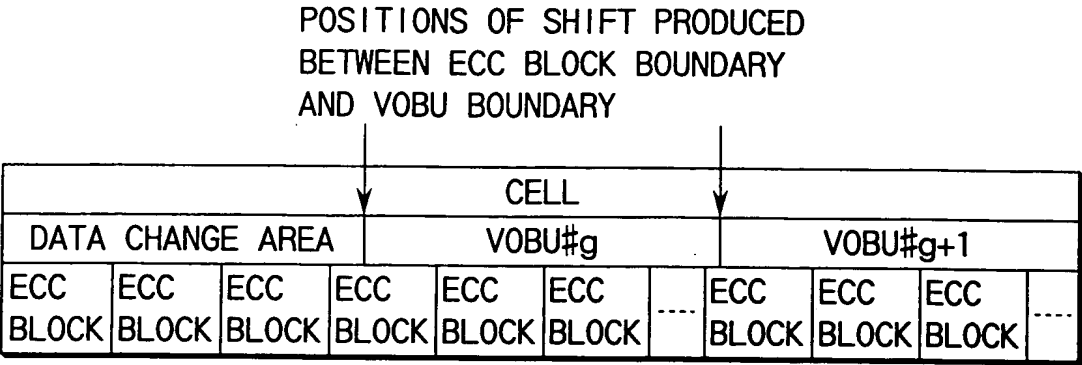 POSITIONS OF SHIFT PRODUCED
BETWEEN ECC BLOCK BOUNDARY
AND VOBU BOUNDARY
CELL
DATA CHANGE AREA VOBU#g VOBU#g+1
ECC ECC ECC ECC ECC ECC ECC ECC ECC
BLOCK BLOCK BLOCK BLOCK BLOCK BLOCK ---- BLOCK BLOCK BLOCK ----